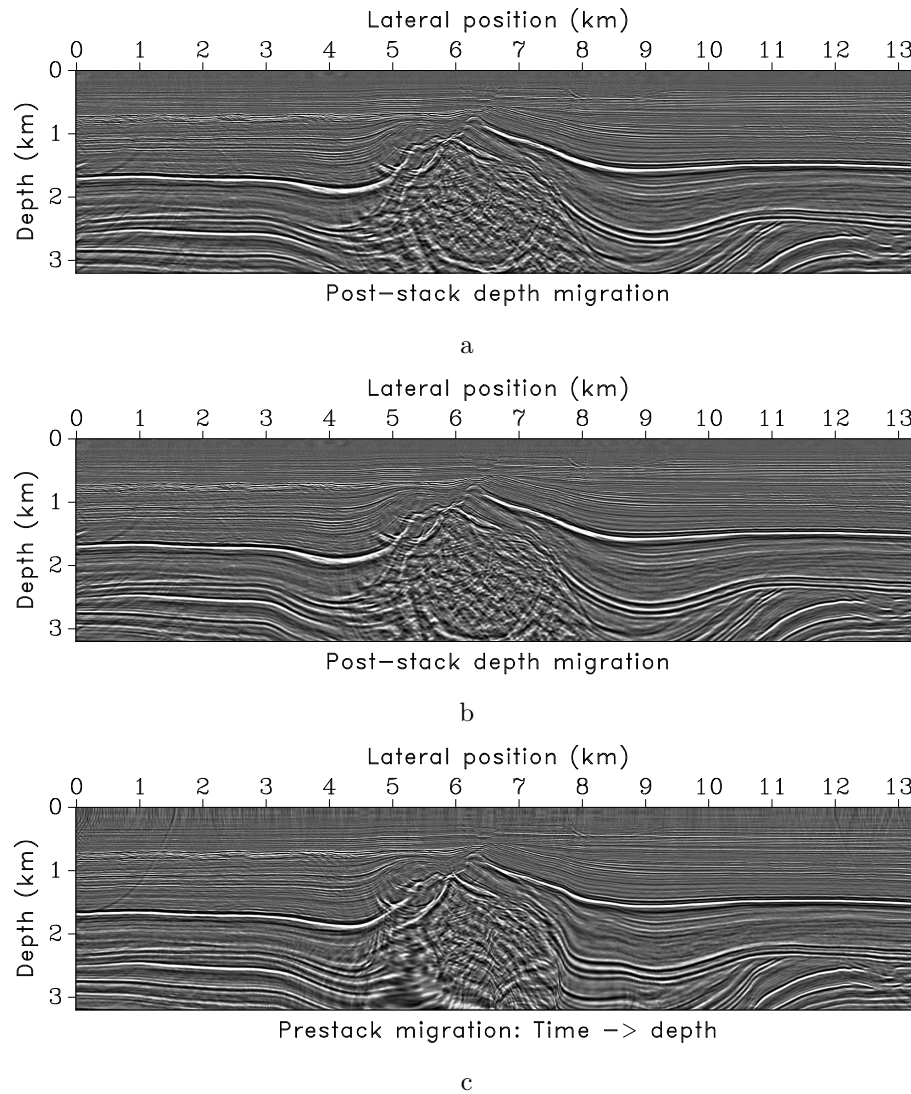 Lateral position (km)
0 1 2 3 4 5 6 7 8 9 10 11 12 13
0
1
2
3
Depth (km)
Post-stack depth migration
a
Lateral position (km)
0 1 2 3 4 5 6 7 8 9 10 11 12 13
0
1
2
3
Depth (km)
Post-stack depth migration
b
Lateral position (km)
0 1 2 3 4 5 6 7 8 9 10 11 12 13
0
1
2
3
Depth (km)
Prestack migration: Time -> depth
c